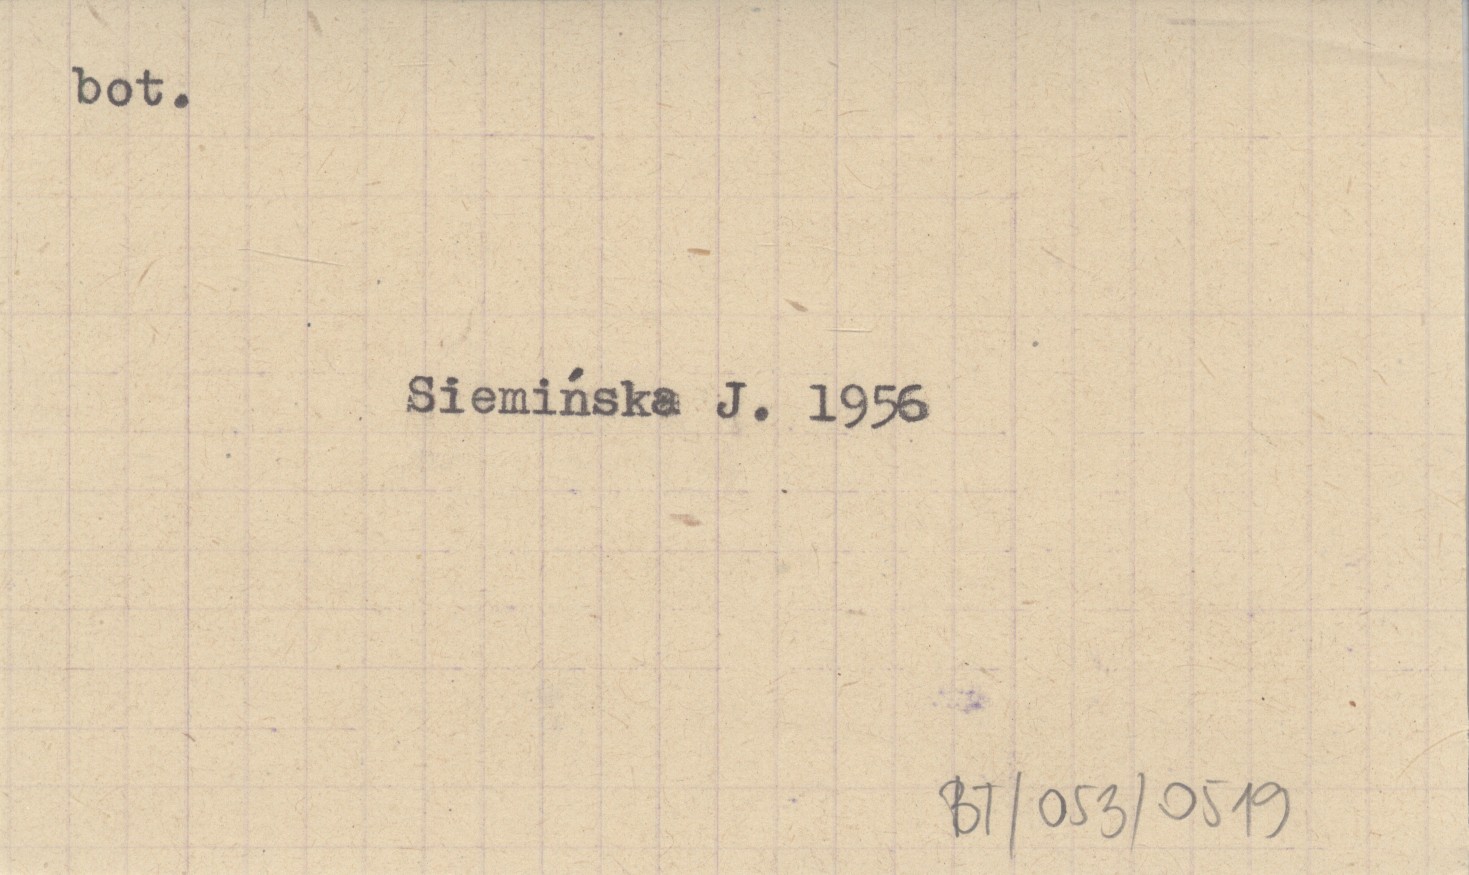 bot.
Siemińska J. 1956
BT/053/0519